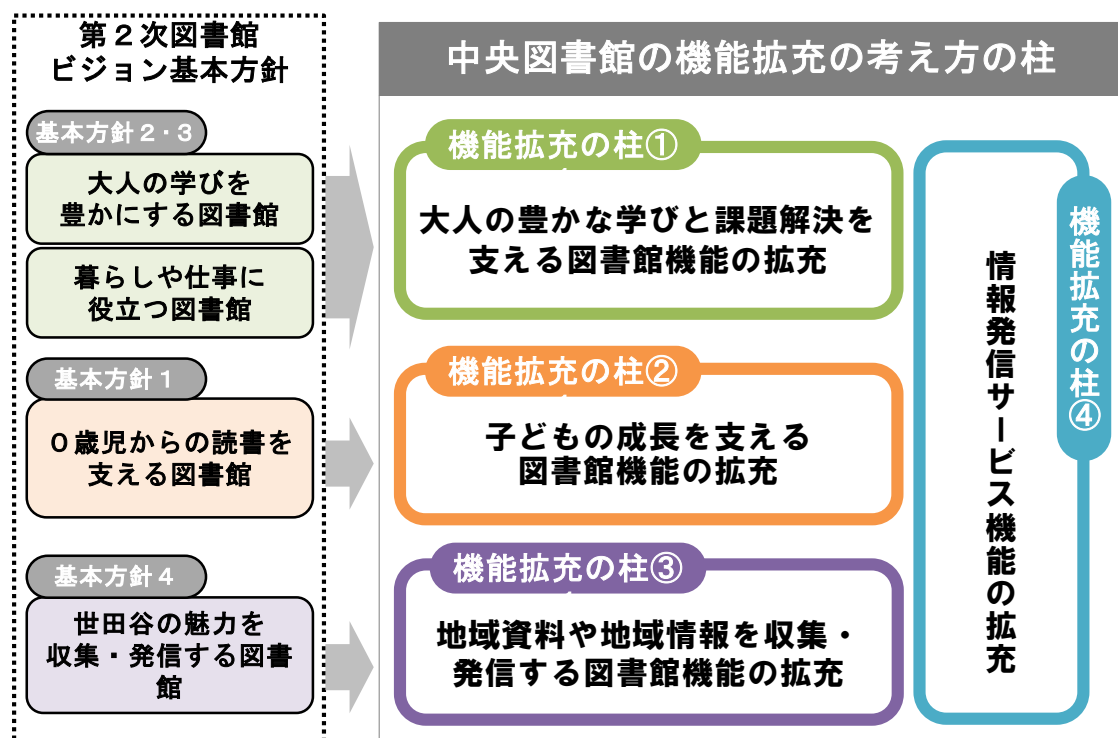 第２次図書館
ビジョン基本方針
基本方針２・３
大人の学びを
豊かにする図書館
暮らしや仕事に
役立つ図書館
基本方針１
０歳児からの読書を
支える図書館
基本方針４
世田谷の魅力を
収集・発信する図書
館
中央図書館の機能拡充の考え方の柱
機能拡充の柱①
大人の豊かな学びと課題解決を
支える図書館機能の拡充
機能拡充の柱②
子どもの成長を支える
図書館機能の拡充
機能拡充の柱③
地域資料や地域情報を収集・
発信する図書館機能の拡充
機能拡充の柱④
情報発信サービス機能の拡充